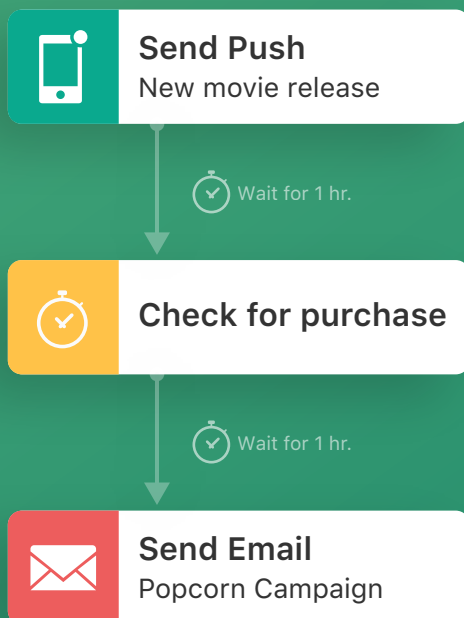 Send Push
New movie release
Wait for 1 hr.
Check for purchase
Wait for 1 hr.
Send Email
Popcorn Campaign